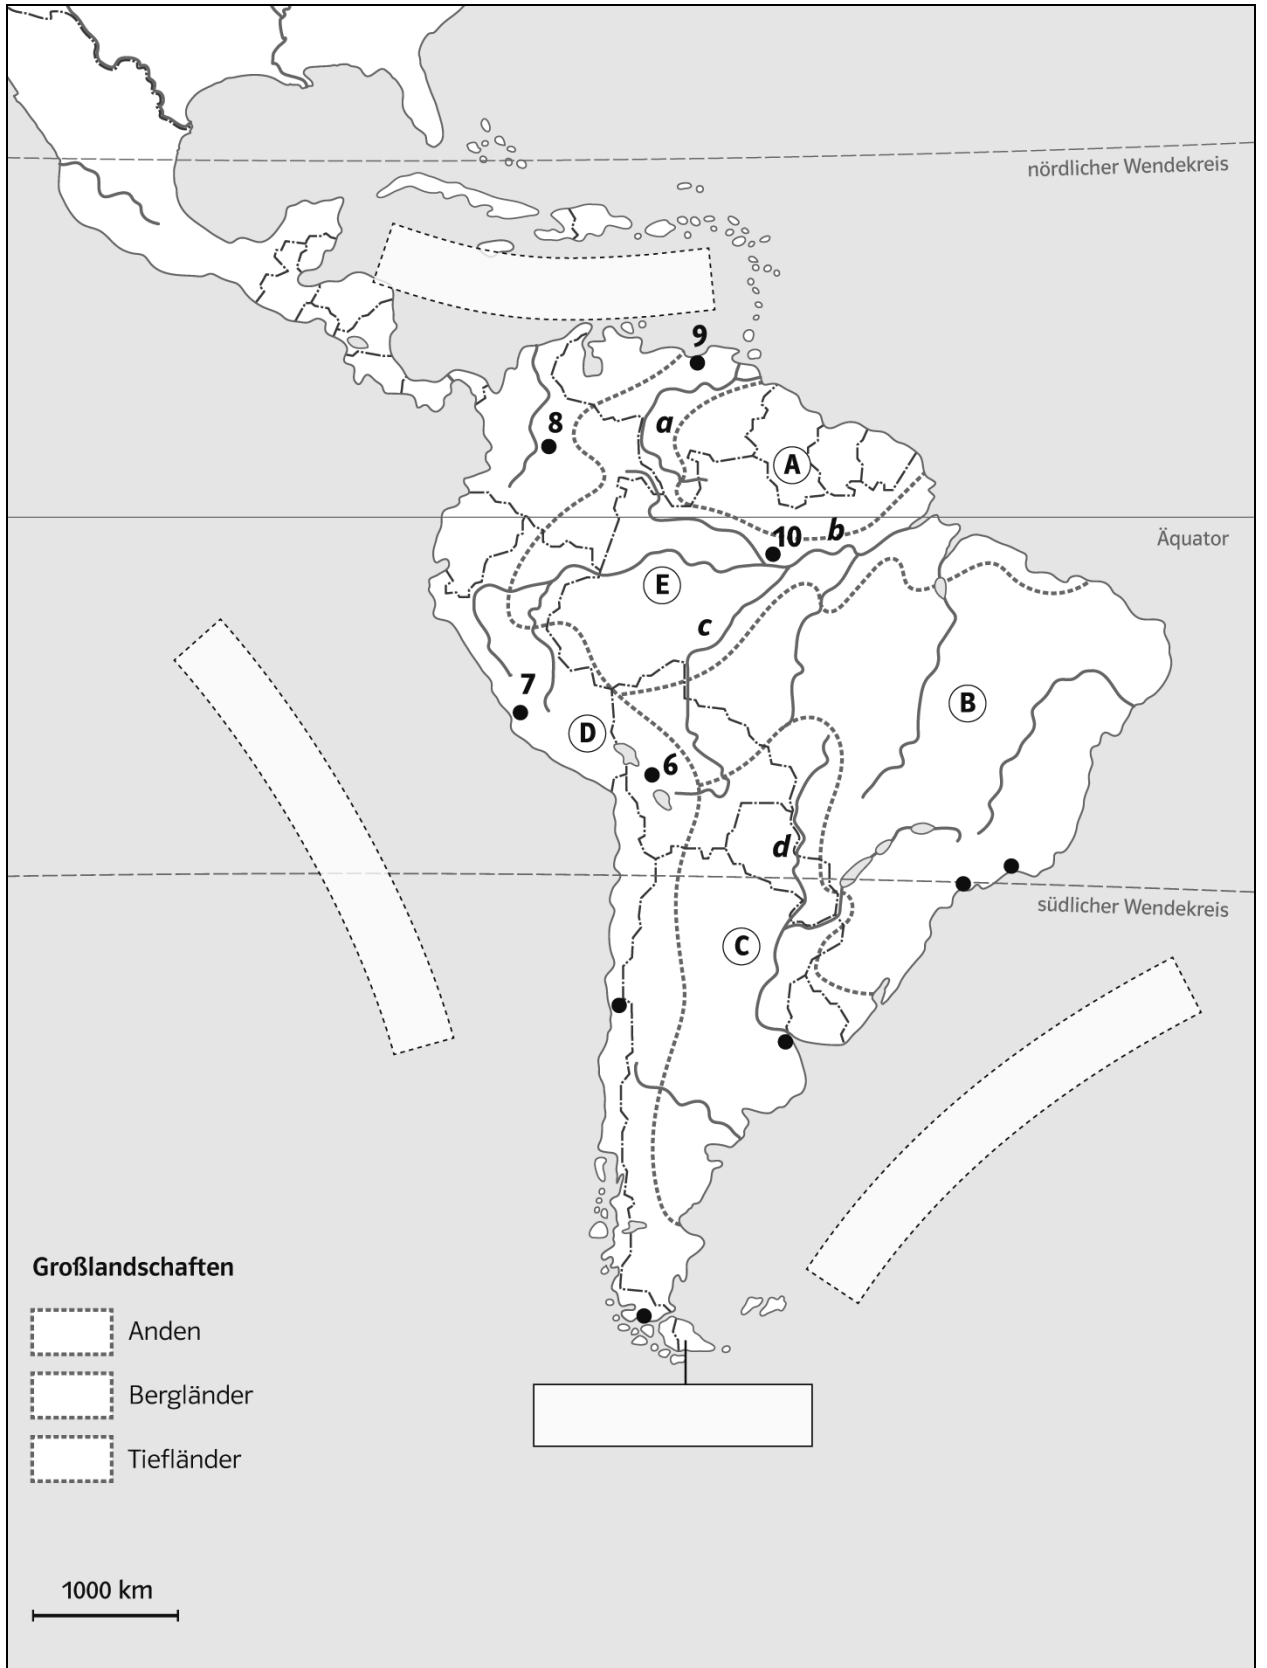 nördlicher Wendekreis
9
8
a
A
10
b
Äquator
E
c
7
D
B
6
d
südlicher Wendekreis
C
Großlandschaften
Anden
Bergländer
Tiefländer
1000 km